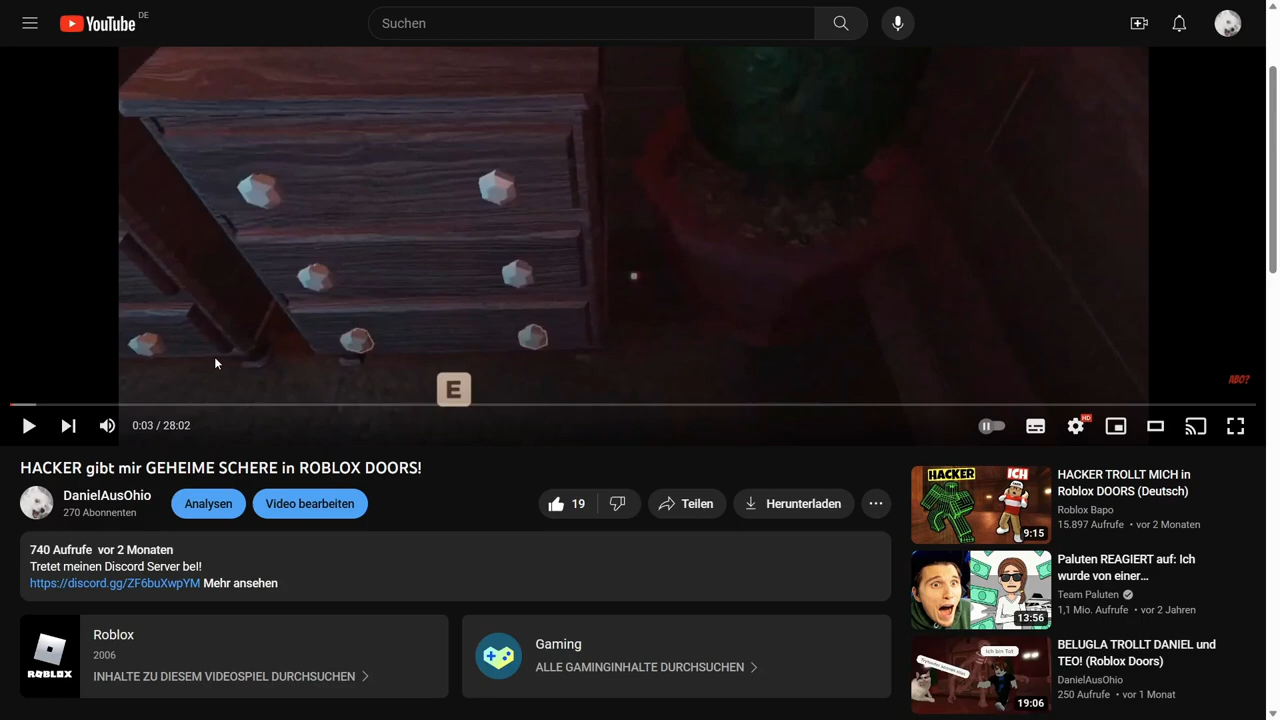 YouTube DE
Suchen
E
ABO?
0:03 / 28:02
HD
HACKER gibt mir GEHEIME SCHERE in ROBLOX DOORS!
DanielAusOhio
270 Abonnenten
Analysen
Video bearbeiten
19
Teilen
Herunterladen
740 Aufrufe vor 2 Monaten
Tretet meinen Discord Server bei!
https://discord.gg/ZF6buXwpYM Mehr ansehen
ROBLOX
Roblox
2006
INHALTE ZU DIESEM VIDEOSPIEL DURCHSUCHEN
Gaming
ALLE GAMINGINHALTE DURCHSUCHEN
HACKER
ICH
9:15
HACKER TROLLT MICH in
Roblox DOORS (Deutsch)
Roblox Bapo
15.897 Aufrufe • vor 2 Monaten
13:56
Paluten REAGIERT auf: Ich
wurde von einer…
Team Paluten
1,1 Mio. Aufrufe • vor 2 Jahren
Ich bin Tot
19:06
BELUGA TROLLT DANIEL und
TEO! (Roblox Doors)
DanielAusOhio
250 Aufrufe • vor 1 Monat